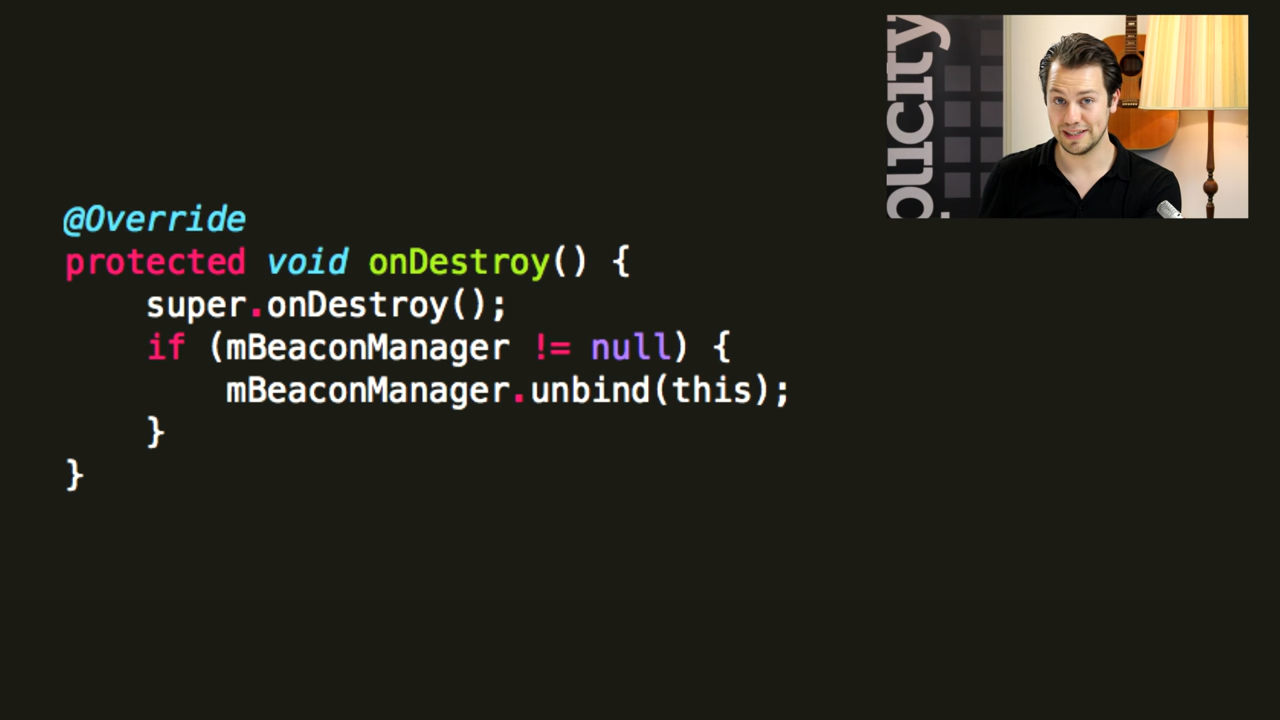 @Override
protected void onDestroy() {
    super.onDestroy();
    if (mBeaconManager != null) {
        mBeaconManager.unbind(this);
    }
}